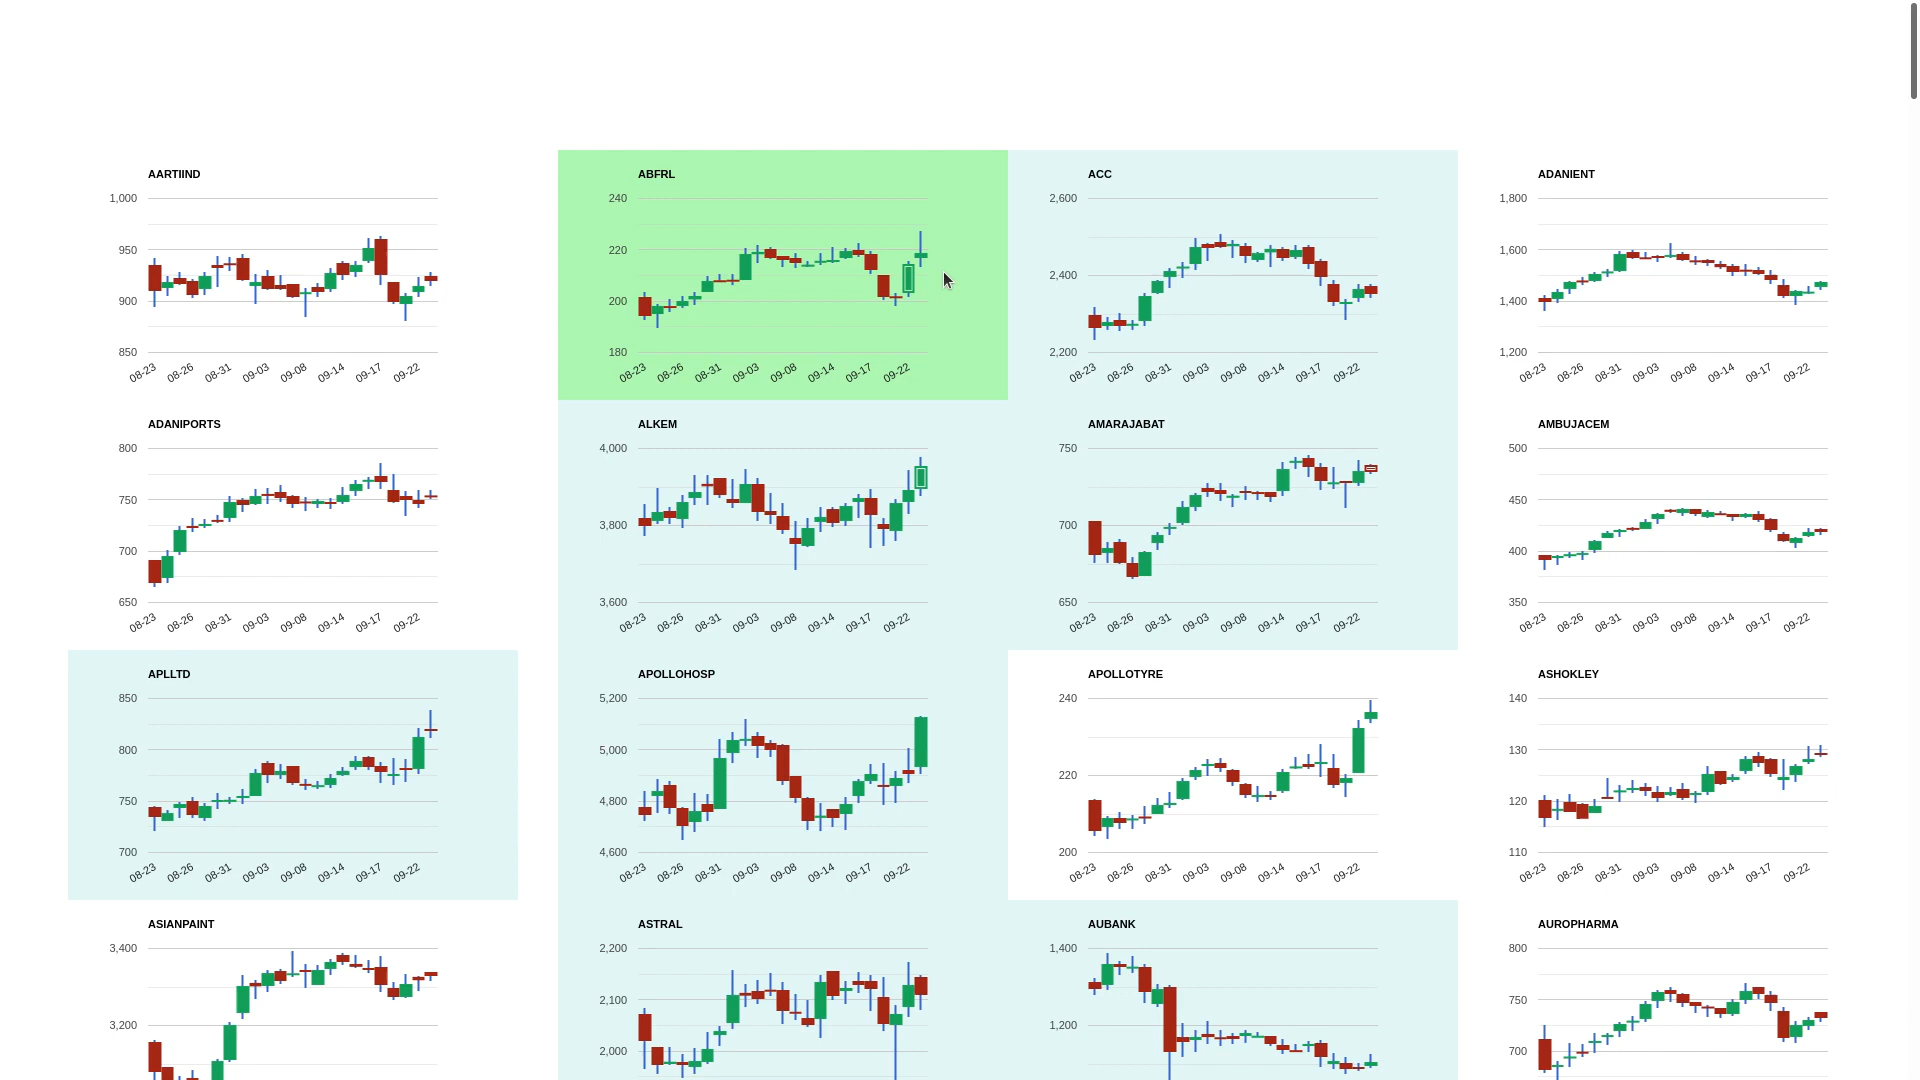 AARTIIND
1,000
950
900
850
08-23 08-26 08-31 09-03 09-08 09-14 09-17 09-22
ABFRL
240
220
200
180
08-23 08-26 08-31 09-03 09-08 09-14 09-17 09-22
ACC
2,600
2,400
2,200
08-23 08-26 08-31 09-03 09-08 09-14 09-17 09-22
ADANIENT
1,800
1,600
1,400
1,200
08-23 08-26 08-31 09-03 09-08 09-14 09-17 09-22
ADANIPORTS
800
750
700
650
08-23 08-26 08-31 09-03 09-08 09-14 09-17 09-22
ALKEM
4,000
3,800
3,600
08-23 08-26 08-31 09-03 09-08 09-14 09-17 09-22
AMARAJABAT
750
700
650
08-23 08-26 08-31 09-03 09-08 09-14 09-17 09-22
AMBUJACEM
500
450
400
350
08-23 08-26 08-31 09-03 09-08 09-14 09-17 09-22
APLLTD
850
800
750
700
08-23 08-26 08-31 09-03 09-08 09-14 09-17 09-22
APOLLOHOSP
5,200
5,000
4,800
4,600
08-23 08-26 08-31 09-03 09-08 09-14 09-17 09-22
APOLLOTYRE
240
220
200
08-23 08-26 08-31 09-03 09-08 09-14 09-17 09-22
ASHOKLEY
140
130
120
110
08-23 08-26 08-31 09-03 09-08 09-14 09-17 09-22
ASIANPAINT
3,400
3,200
ASTRAL
2,200
2,100
2,000
AUBANK
1,400
1,200
AUROPHARMA
800
750
700